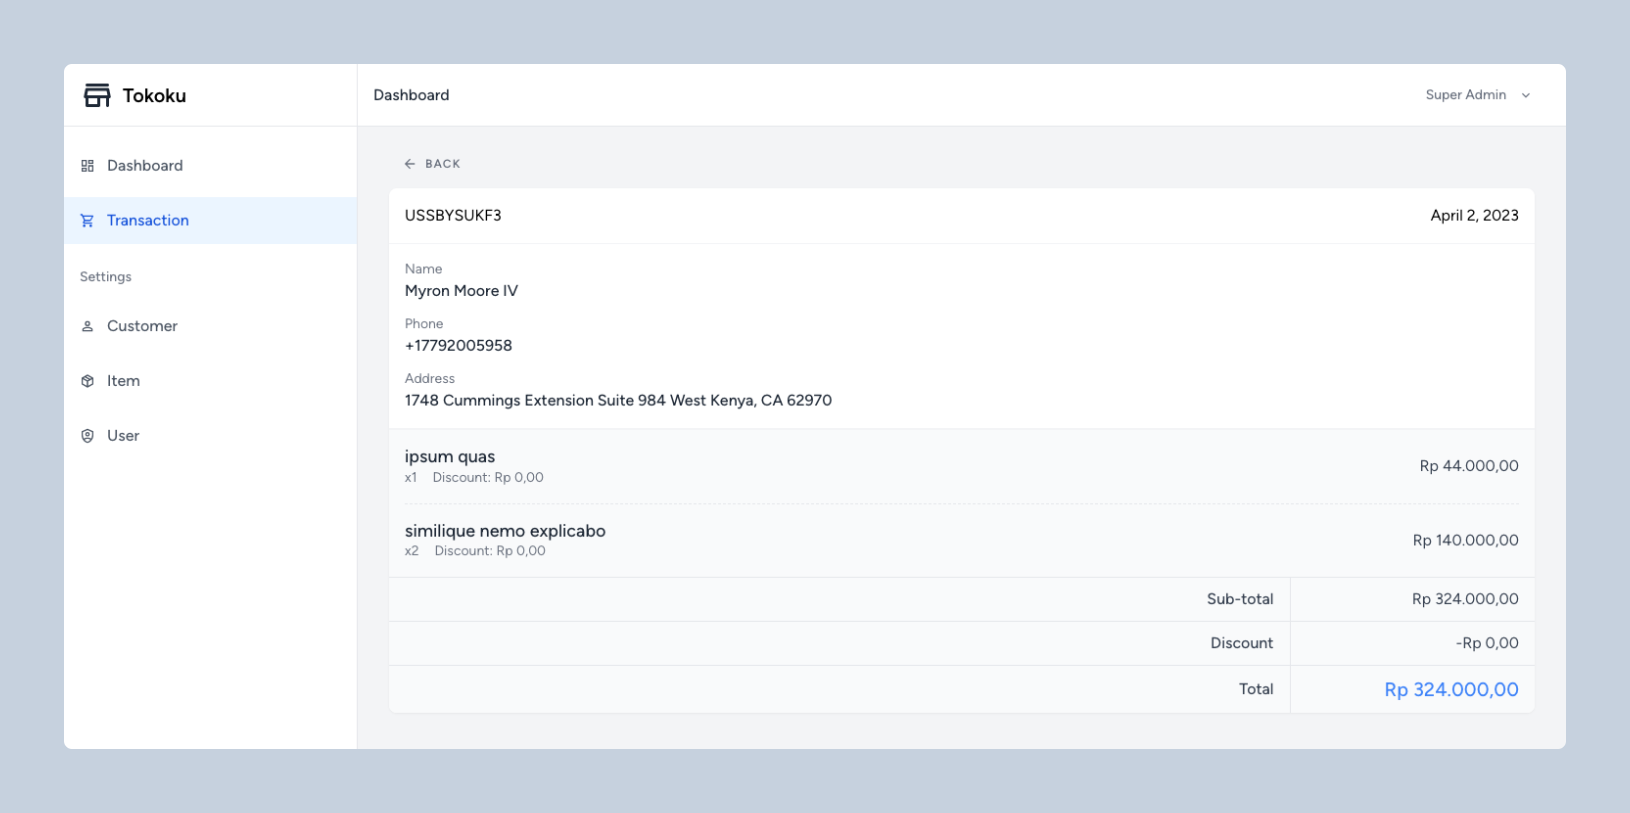 Tokoku
Dashboard
Super Admin
Dashboard
Transaction
Settings
Customer
Item
User
BACK
USSBYSUKF3
April 2, 2023
Name
Myron Moore IV
Phone
+17792005958
Address
1748 Cummings Extension Suite 984 West Kenya, CA 62970
ipsum quas
x1 Discount: Rp 0,00
Rp 44.000,00
similique nemo explicabo
x2 Discount: Rp 0,00
Rp 140.000,00
Sub-total Rp 324.000,00
Discount -Rp 0,00
Total Rp 324.000,00